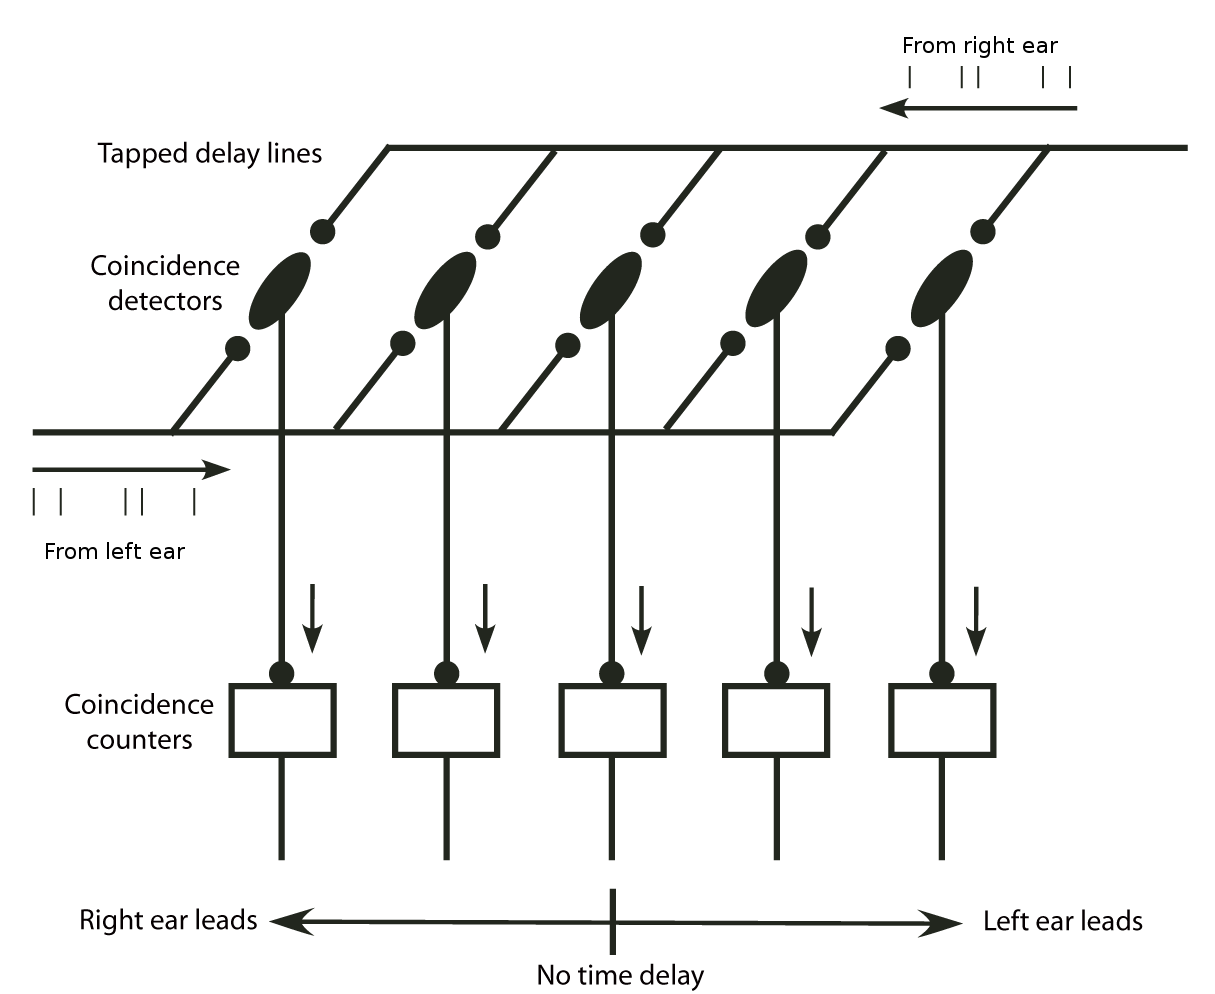 From right ear
Tapped delay lines
Coincidence
detectors
From left ear
Coincidence
counters
Right ear leads
Left ear leads
No time delay